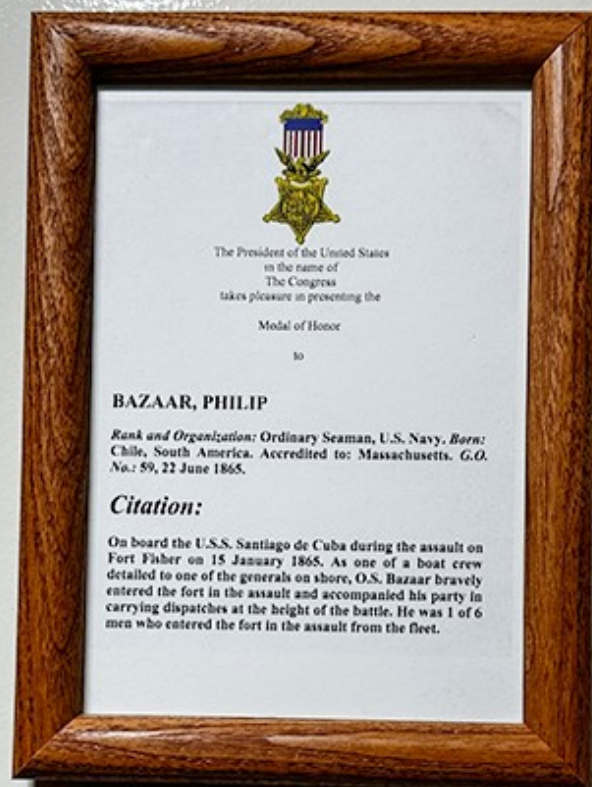 The President of the United States
in the name of
The Congress
takes pleasure in presenting the
Medal of Honor
to
BAZAAR, PHILIP
Rank and Organization: Ordinary Seaman, U.S. Navy. Born:
Chile, South America. Accredited to: Massachusetts. G.O.
No.: 59, 22 June 1865.
Citation:
On board the U.S.S. Santiago de Cuba during the assault on
Fort Fisher on 15 January 1865. As one of a boat crew
detailed to one of the generals on shore, O.S. Bazaar bravely
entered the fort in the assault and accompanied his party in
carrying dispatches at the height of the battle. He was 1 of 6
men who entered the fort in the assault from the fleet.